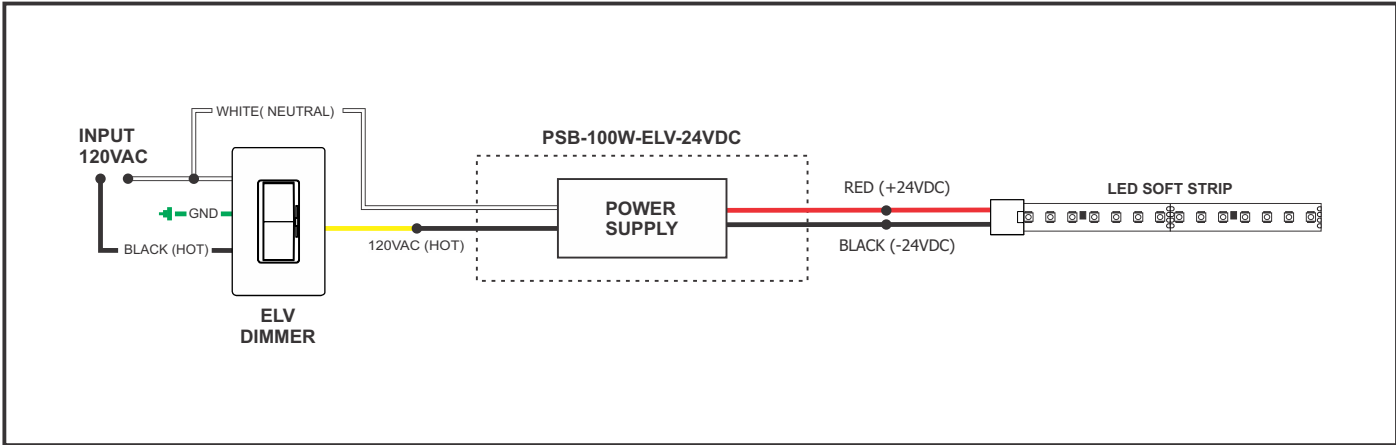 WHITE( NEUTRAL)
INPUT
120VAC
GND
BLACK (HOT)
ELV
DIMMER
120VAC (HOT)
PSB-100W-ELV-24VDC
POWER
SUPPLY
RED (+24VDC)
BLACK (-24VDC)
LED SOFT STRIP